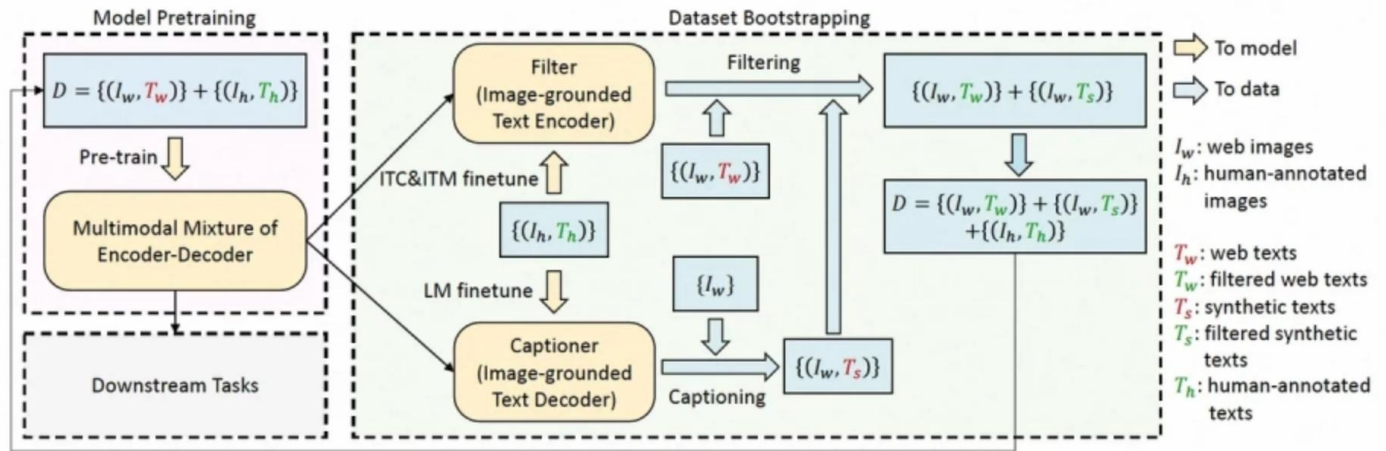 Model Pretraining
Dataset Bootstrapping
D = {(I_w, T_w)} + {(I_h, T_h)}
Pre-train
Multimodal Mixture of
Encoder-Decoder
Downstream Tasks
Filter
(Image-grounded
Text Encoder)
ITC&ITM finetune
{(I_h, T_h)}
LM finetune
Captioner
(Image-grounded
Text Decoder)
Filtering
{(I_w, T_w)}
{I_w}
Captioning
{(I_w, T_s)}
{(I_w, T_w)} + {(I_w, T_s)}
D = {(I_w, T_w)} + {(I_w, T_s)}
+{(I_h, T_h)}
To model
To data
I_w: web images
I_h: human-annotated
images
T_w: web texts
T_w: filtered web texts
T_s: synthetic texts
T_s: filtered synthetic
texts
T_h: human-annotated
texts